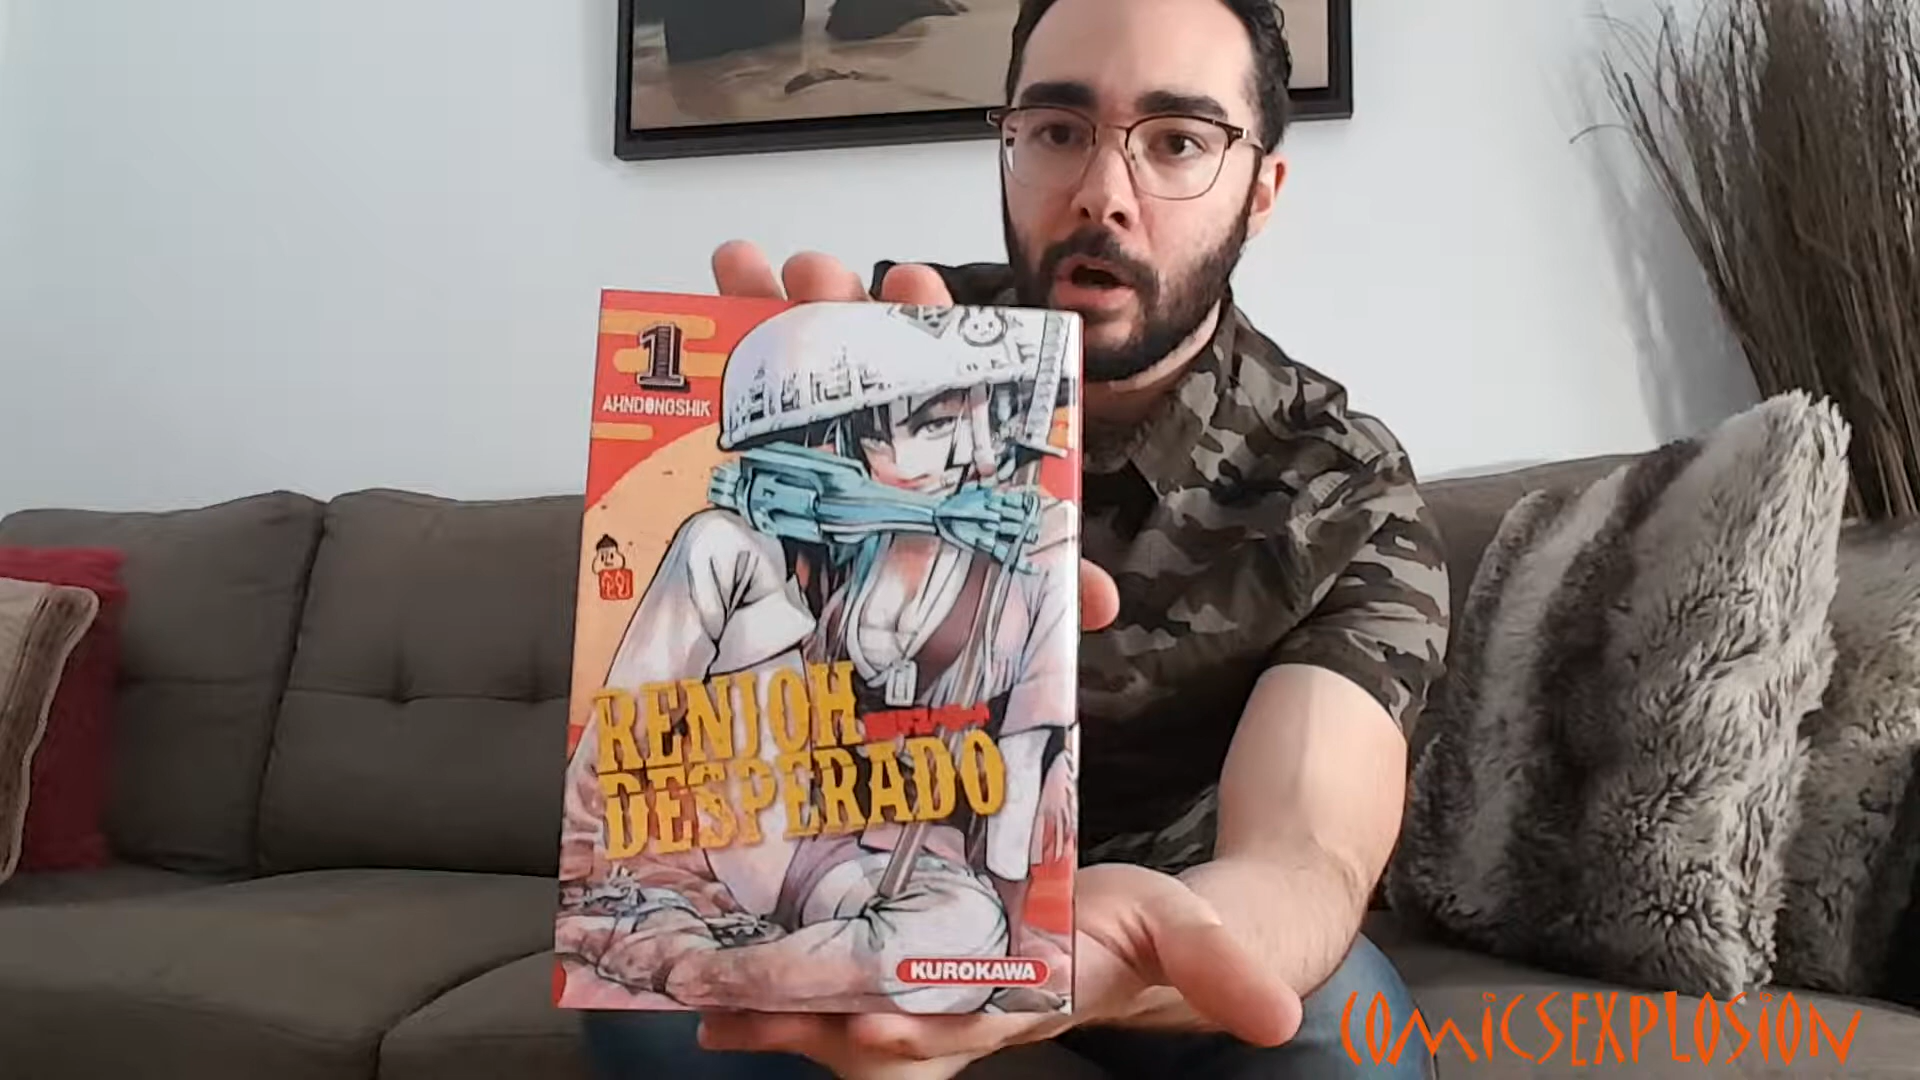 1
AHNDONGSHIK
RENJOH
DESPERADO
KUROKAWA
COMICSEXPLOSION